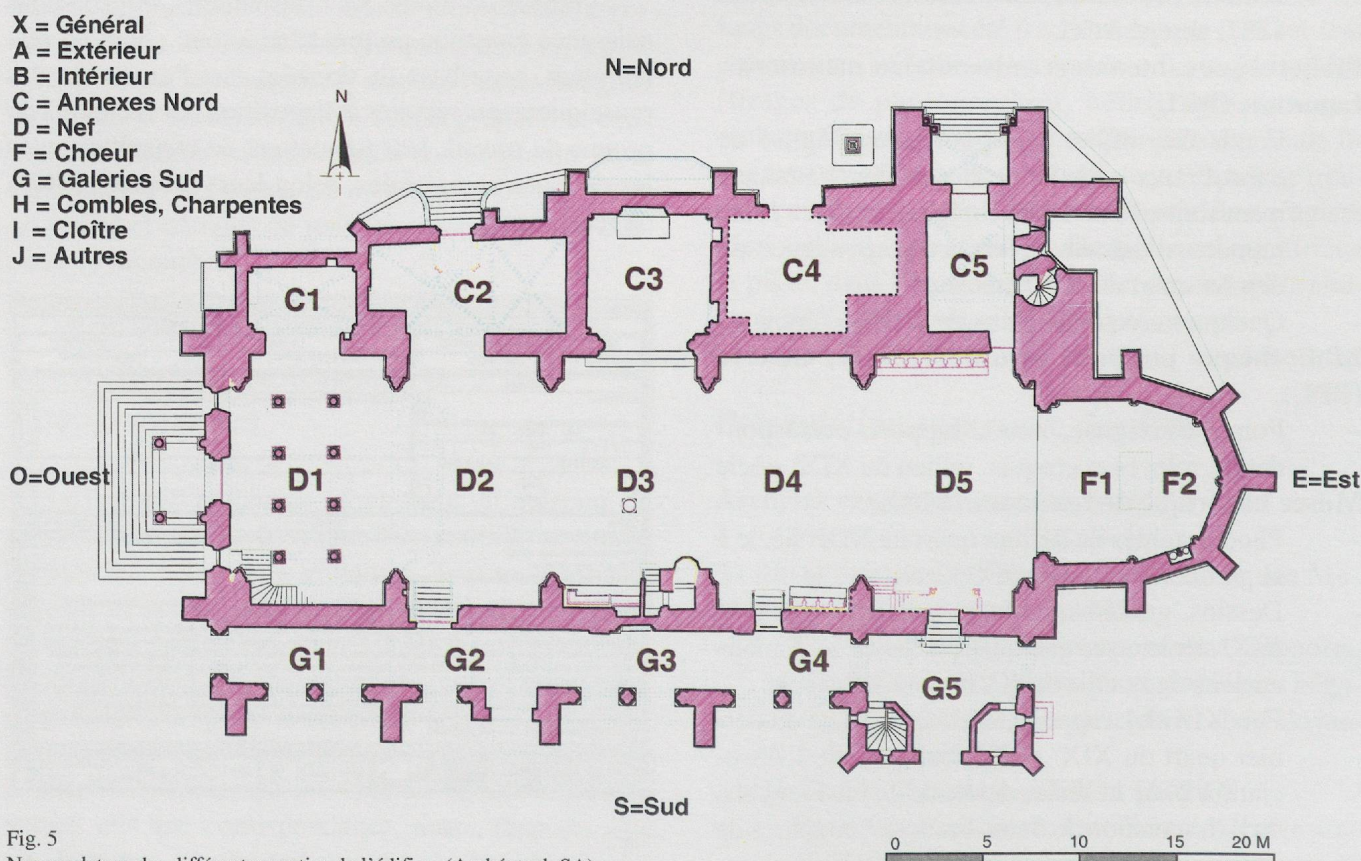 X = Général
A = Extérieur
B = Intérieur
C = Annexes Nord
D = Nef
F = Choeur
G = Galeries Sud
H = Combles, Charpentes
I = Cloître
J = Autres
N=Nord
N
C1
C2
C3
C4
C5
O=Ouest
D1
D2
D3
D4
D5
F1
F2
E=Est
G1
G2
G3
G4
G5
S=Sud
Fig. 5
0 5 10 15 20 M